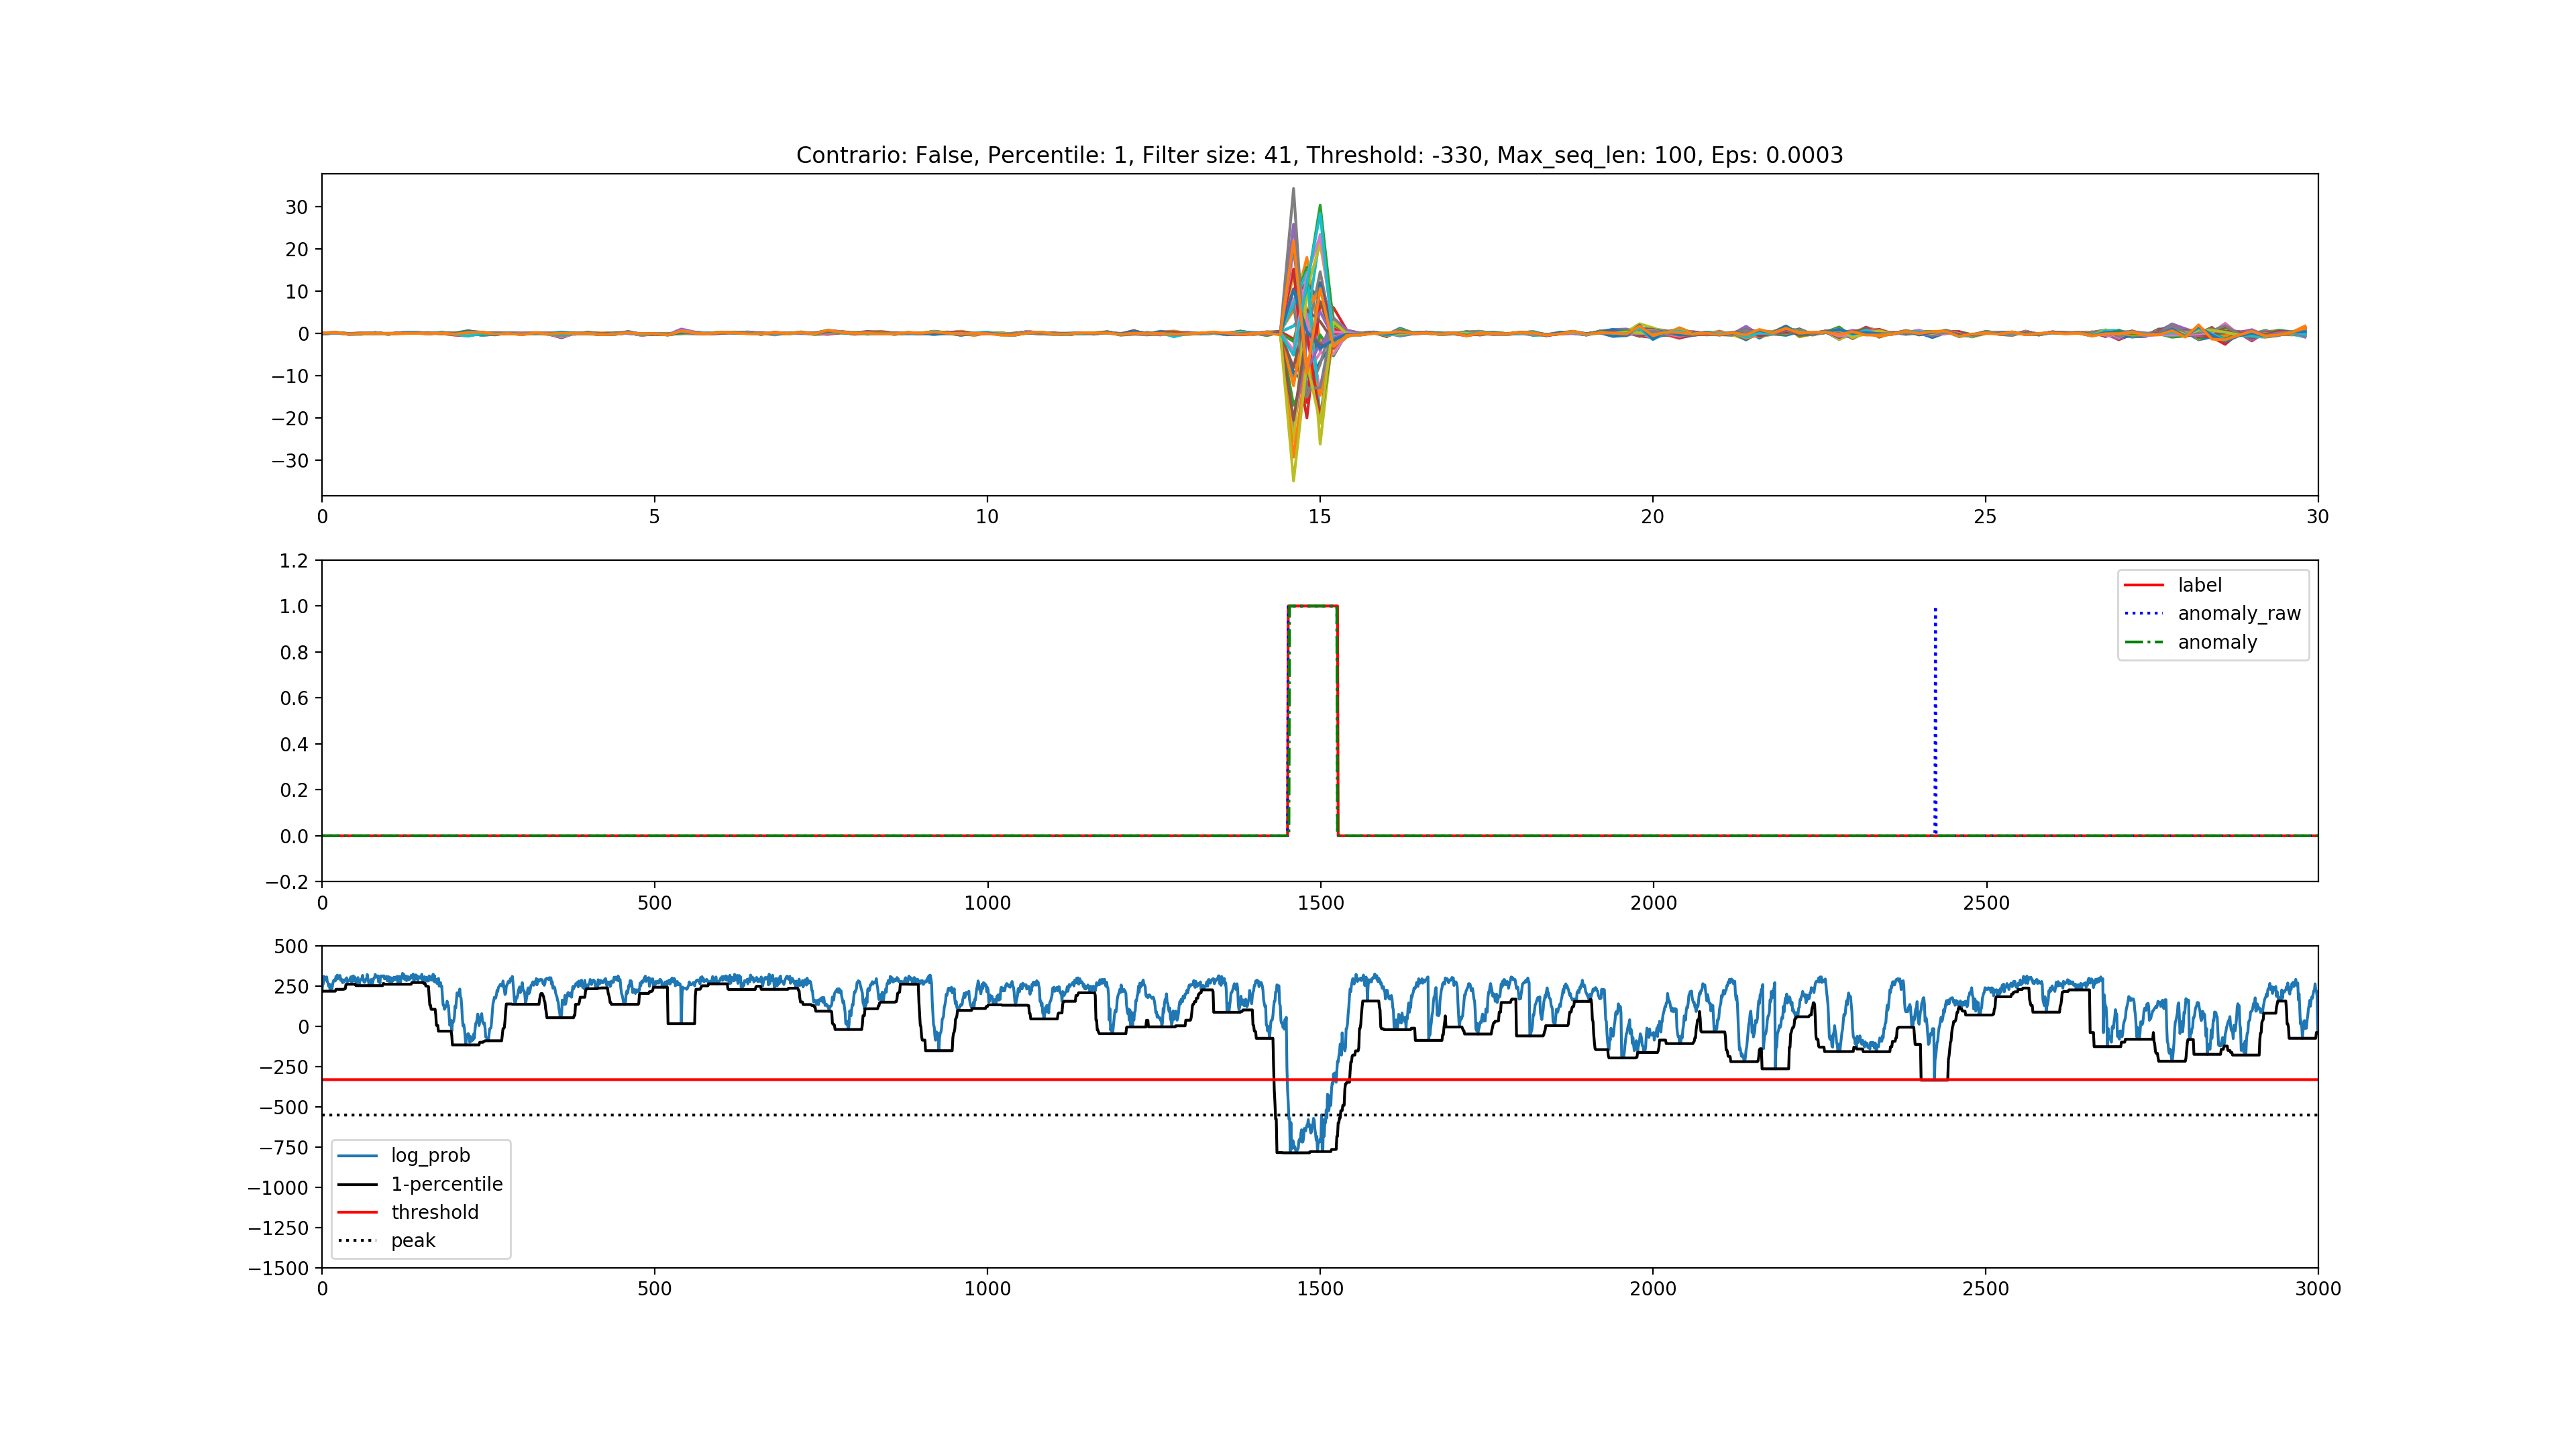 Contrario: False, Percentile: 1, Filter size: 41, Threshold: -330, Max_seq_len: 100, Eps: 0.0003
30
20
10
0
−10
−20
−30
0 5 10 15 20 25 30
1.2
1.0
0.8
0.6
0.4
0.2
0.0
−0.2
label
anomaly_raw
anomaly
0 500 1000 1500 2000 2500
500
250
0
−250
−500
−750
−1000
−1250
−1500
log_prob
1-percentile
threshold
peak
0 500 1000 1500 2000 2500 3000